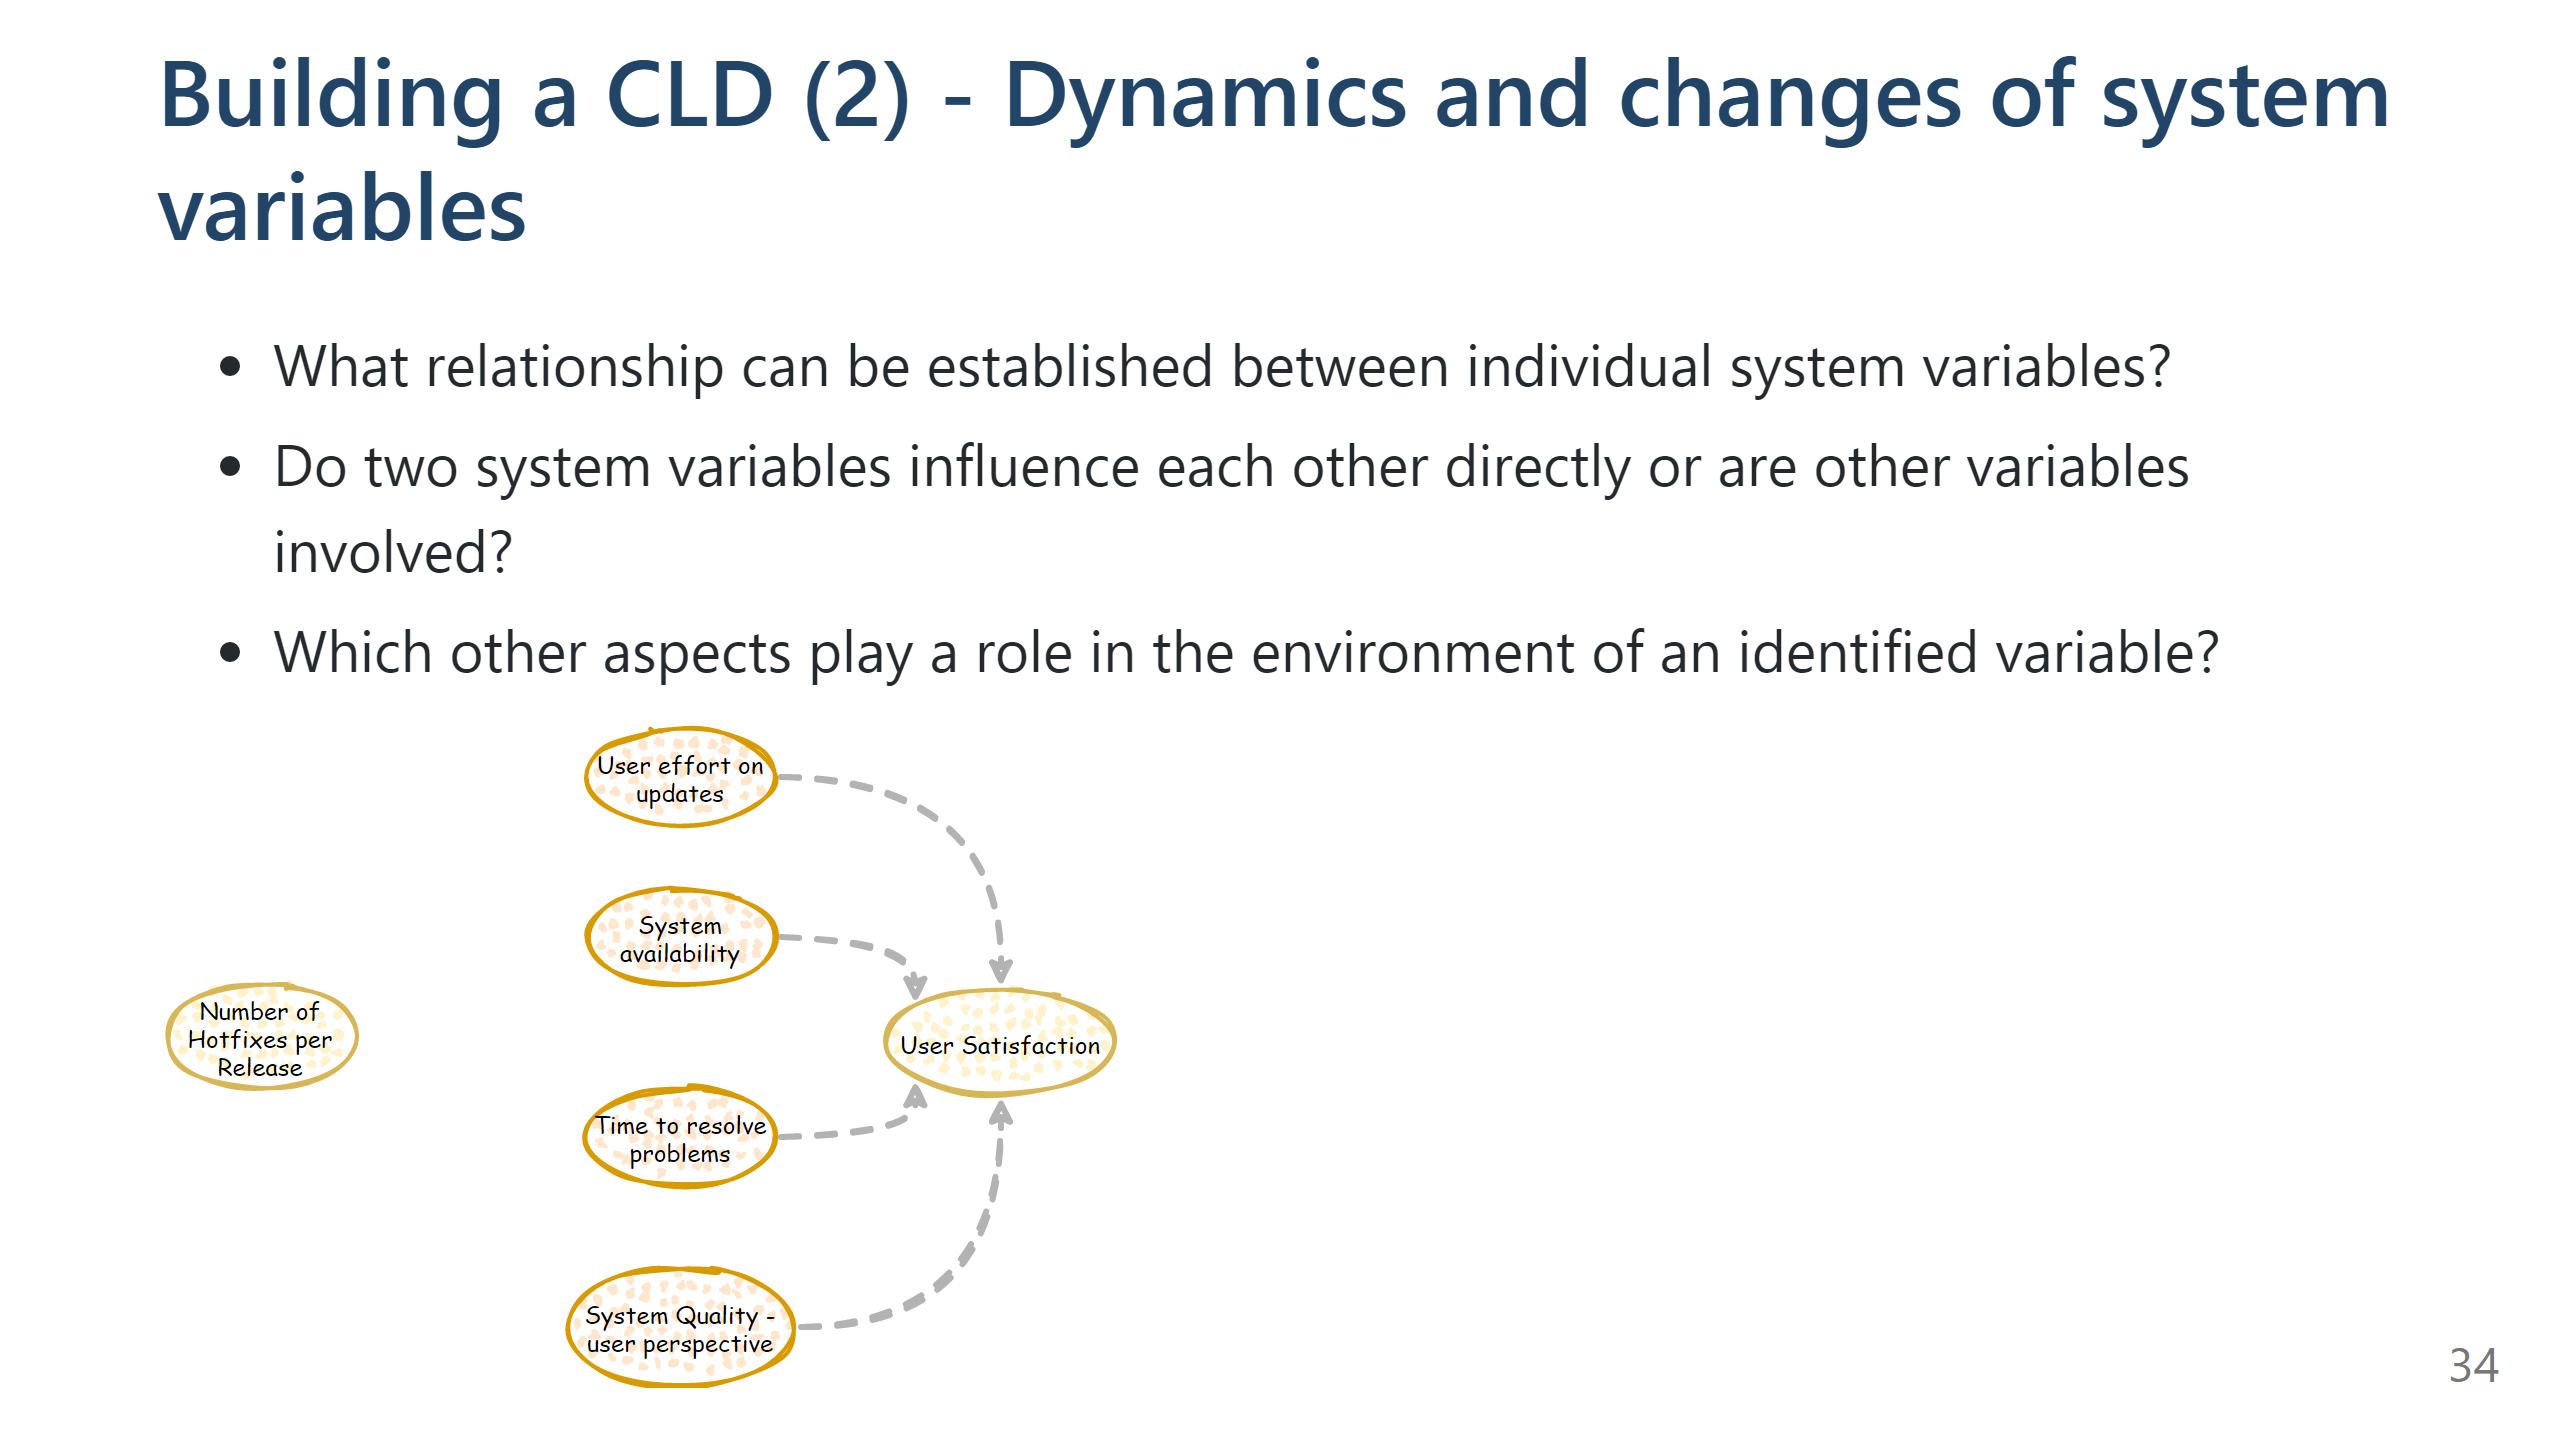 Building a CLD (2) - Dynamics and changes of system
variables
• What relationship can be established between individual system variables?
• Do two system variables influence each other directly or are other variables
involved?
• Which other aspects play a role in the environment of an identified variable?
User effort on
updates
System
availability
Number of
Hotfixes per
Release
User Satisfaction
Time to resolve
problems
System Quality -
user perspective
34